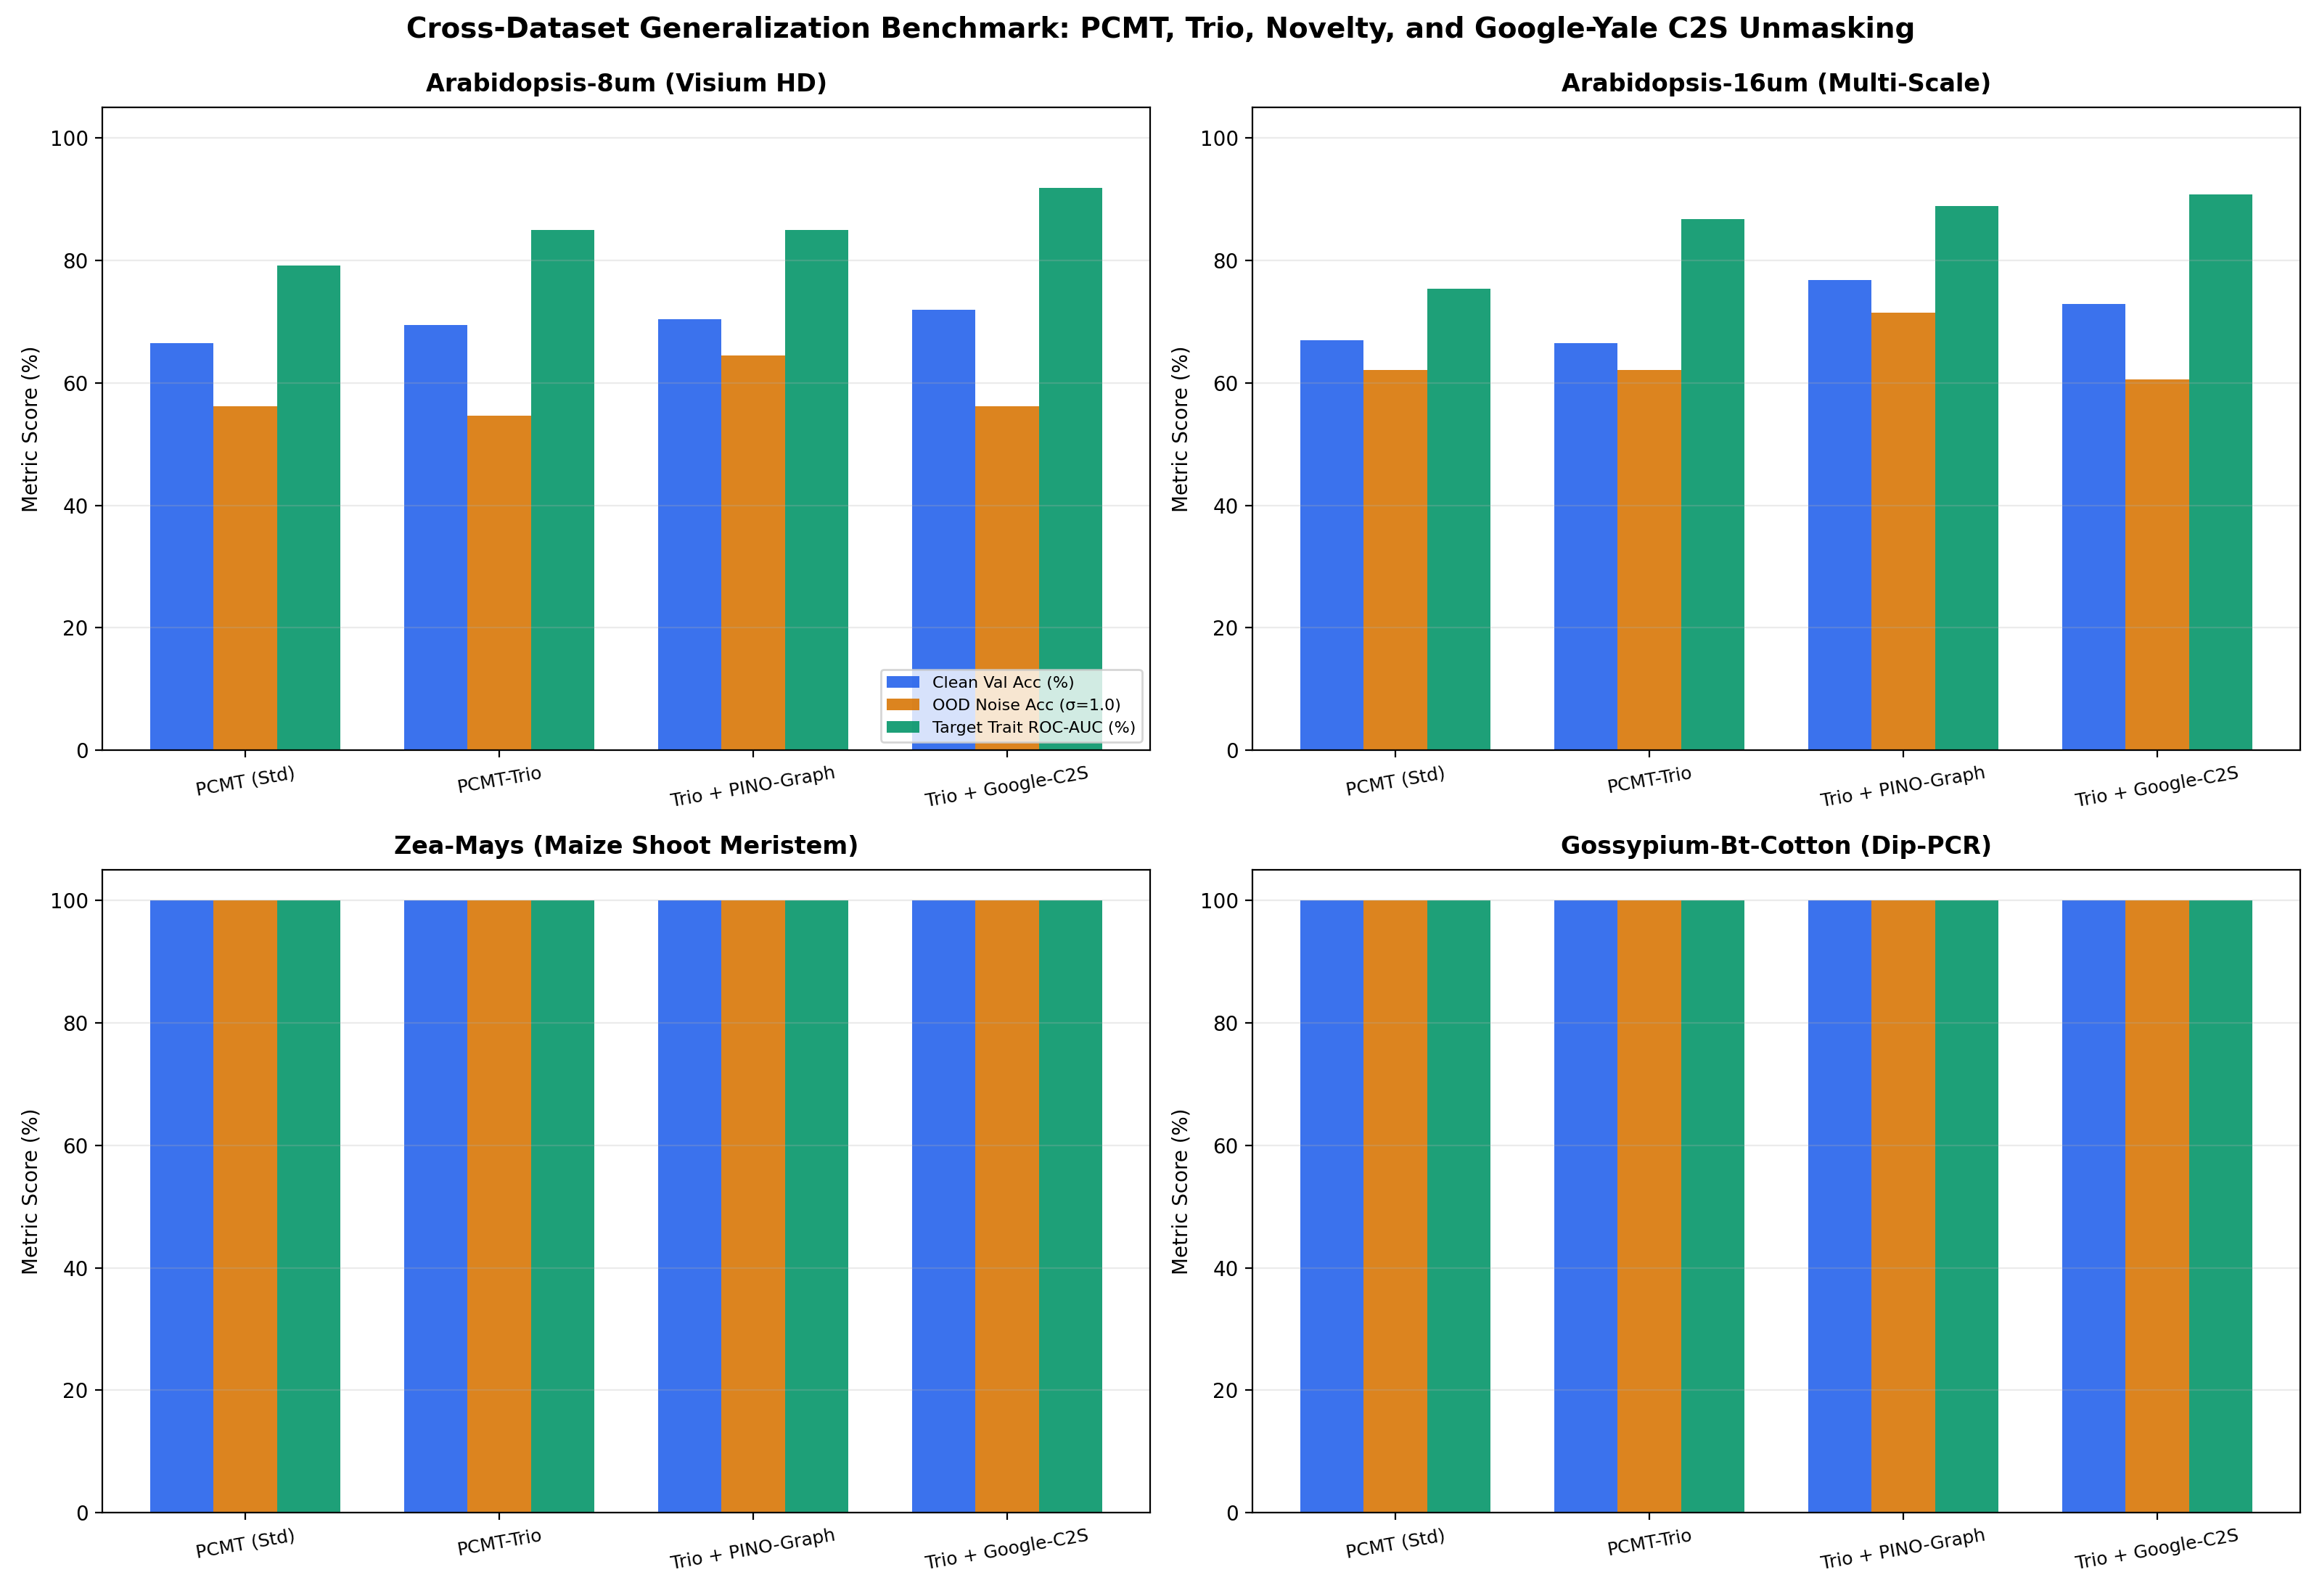 Cross-Dataset Generalization Benchmark: PCMT, Trio, Novelty, and Google-Yale C2S Unmasking
Arabidopsis-8um (Visium HD)
Metric Score (%)
100
80
60
40
20
0
Clean Val Acc (%)
OOD Noise Acc (σ=1.0)
Target Trait ROC-AUC (%)
PCMT (Std)
PCMT-Trio
Trio + PINO-Graph
Trio + Google-C2S
Arabidopsis-16um (Multi-Scale)
Metric Score (%)
100
80
60
40
20
0
PCMT (Std)
PCMT-Trio
Trio + PINO-Graph
Trio + Google-C2S
Zea-Mays (Maize Shoot Meristem)
Metric Score (%)
100
80
60
40
20
0
PCMT (Std)
PCMT-Trio
Trio + PINO-Graph
Trio + Google-C2S
Gossypium-Bt-Cotton (Dip-PCR)
Metric Score (%)
100
80
60
40
20
0
PCMT (Std)
PCMT-Trio
Trio + PINO-Graph
Trio + Google-C2S